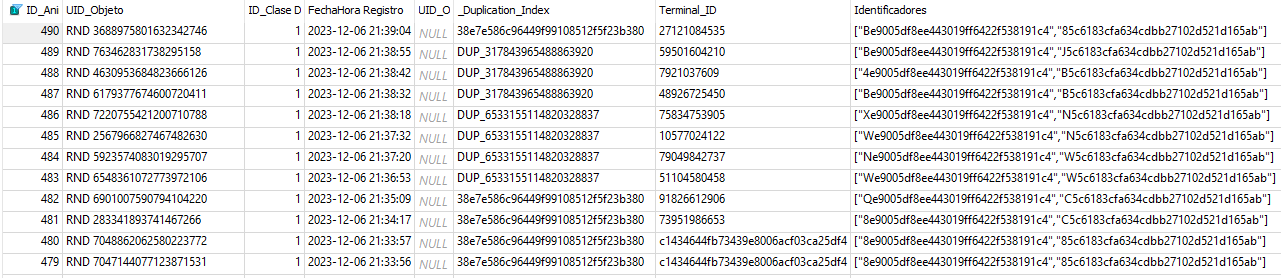 ID_Ani UID_Objeto ID_Clase D FechaHora Registro UID_O _Duplication_Index Terminal_ID Identificadores
490 RND 3688975801632342746 1 2023-12-06 21:39:04 NULL 38e7e586c96449f99108512f5f23b380 27121084535 ["Be9005df8ee443019ff6422f538191c4","85c6183cfa634cdbb27102d521d165ab"]
489 RND 763462831738295158 1 2023-12-06 21:38:55 NULL DUP_317843965488863920 59501604210 ["Be9005df8ee443019ff6422f538191c4","J5c6183cfa634cdbb27102d521d165ab"]
488 RND 4630953684823666126 1 2023-12-06 21:38:42 NULL DUP_317843965488863920 7921037609 ["4e9005df8ee443019ff6422f538191c4","B5c6183cfa634cdbb27102d521d165ab"]
487 RND 6179377674600720411 1 2023-12-06 21:38:32 NULL DUP_317843965488863920 48926725450 ["Be9005df8ee443019ff6422f538191c4","B5c6183cfa634cdbb27102d521d165ab"]
486 RND 7220755421200710788 1 2023-12-06 21:38:18 NULL DUP_6533155114820328837 75834753905 ["Xe9005df8ee443019ff6422f538191c4","N5c6183cfa634cdbb27102d521d165ab"]
485 RND 2567966827467482630 1 2023-12-06 21:37:32 NULL DUP_6533155114820328837 10577024122 ["We9005df8ee443019ff6422f538191c4","N5c6183cfa634cdbb27102d521d165ab"]
484 RND 5923574083019295707 1 2023-12-06 21:37:20 NULL DUP_6533155114820328837 79049842737 ["Ne9005df8ee443019ff6422f538191c4","W5c6183cfa634cdbb27102d521d165ab"]
483 RND 6548361072773972106 1 2023-12-06 21:36:53 NULL DUP_6533155114820328837 51104580458 ["We9005df8ee443019ff6422f538191c4","N5c6183cfa634cdbb27102d521d165ab"]
482 RND 6901007590794104220 1 2023-12-06 21:35:09 NULL 38e7e586c96449f99108512f5f23b380 91826612906 ["Qe9005df8ee443019ff6422f538191c4","C5c6183cfa634cdbb27102d521d165ab"]
481 RND 283341893741467266 1 2023-12-06 21:34:17 NULL 38e7e586c96449f99108512f5f23b380 73951986653 ["8e9005df8ee443019ff6422f538191c4","C5c6183cfa634cdbb27102d521d165ab"]
480 RND 7048862062580223772 1 2023-12-06 21:33:57 NULL 38e7e586c96449f99108512f5f23b380 c1434644fb73439e8006acf03ca25df4 ["8e9005df8ee443019ff6422f538191c4","85c6183cfa634cdbb27102d521d165ab"]
479 RND 7047144077123871531 1 2023-12-06 21:33:56 NULL 38e7e586c96449f99108512f5f23b380 c1434644fb73439e8006acf03ca25df4 ["8e9005df8ee443019ff6422f538191c4","85c6183cfa634cdbb27102d521d165ab"]